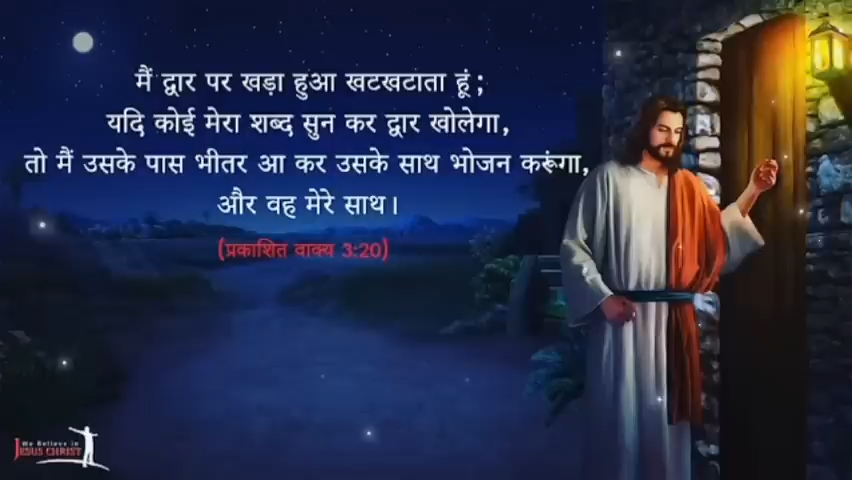 मैं द्वार पर खड़ा हुआ खटखटाता हूं;
यदि कोई मेरा शब्द सुन कर द्वार खोलेगा,
तो मैं उसके पास भीतर आ कर उसके साथ भोजन करूंगा,
और वह मेरे साथ।
(प्रकाशित वाक्य 3:20)
We Believe in
JESUS CHRIST